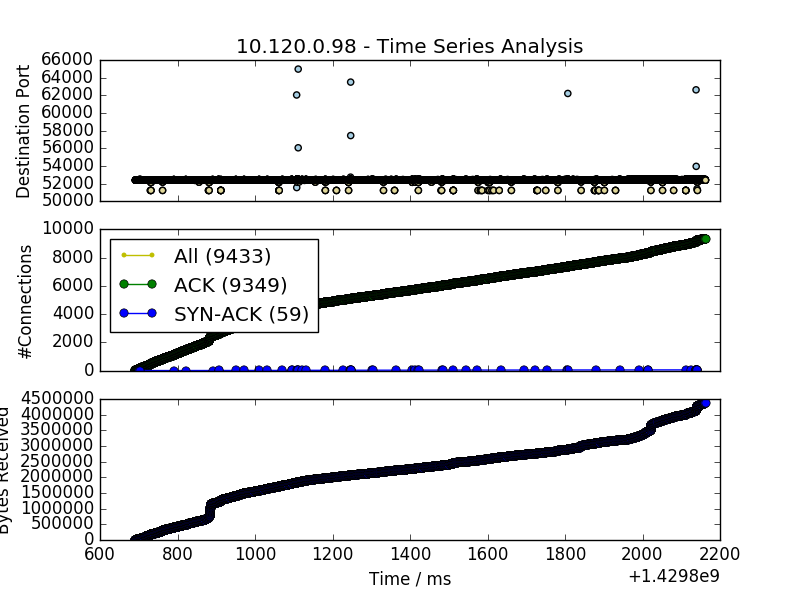 10.120.0.98 - Time Series Analysis
Destination Port
66000
64000
62000
60000
58000
56000
54000
52000
50000
#Connections
10000
8000
6000
4000
2000
0
All (9433)
ACK (9349)
SYN-ACK (59)
Bytes Received
4500000
4000000
3500000
3000000
2500000
2000000
1500000
1000000
500000
0
600 800 1000 1200 1400 1600 1800 2000 2200
Time / ms
+1.4298e9